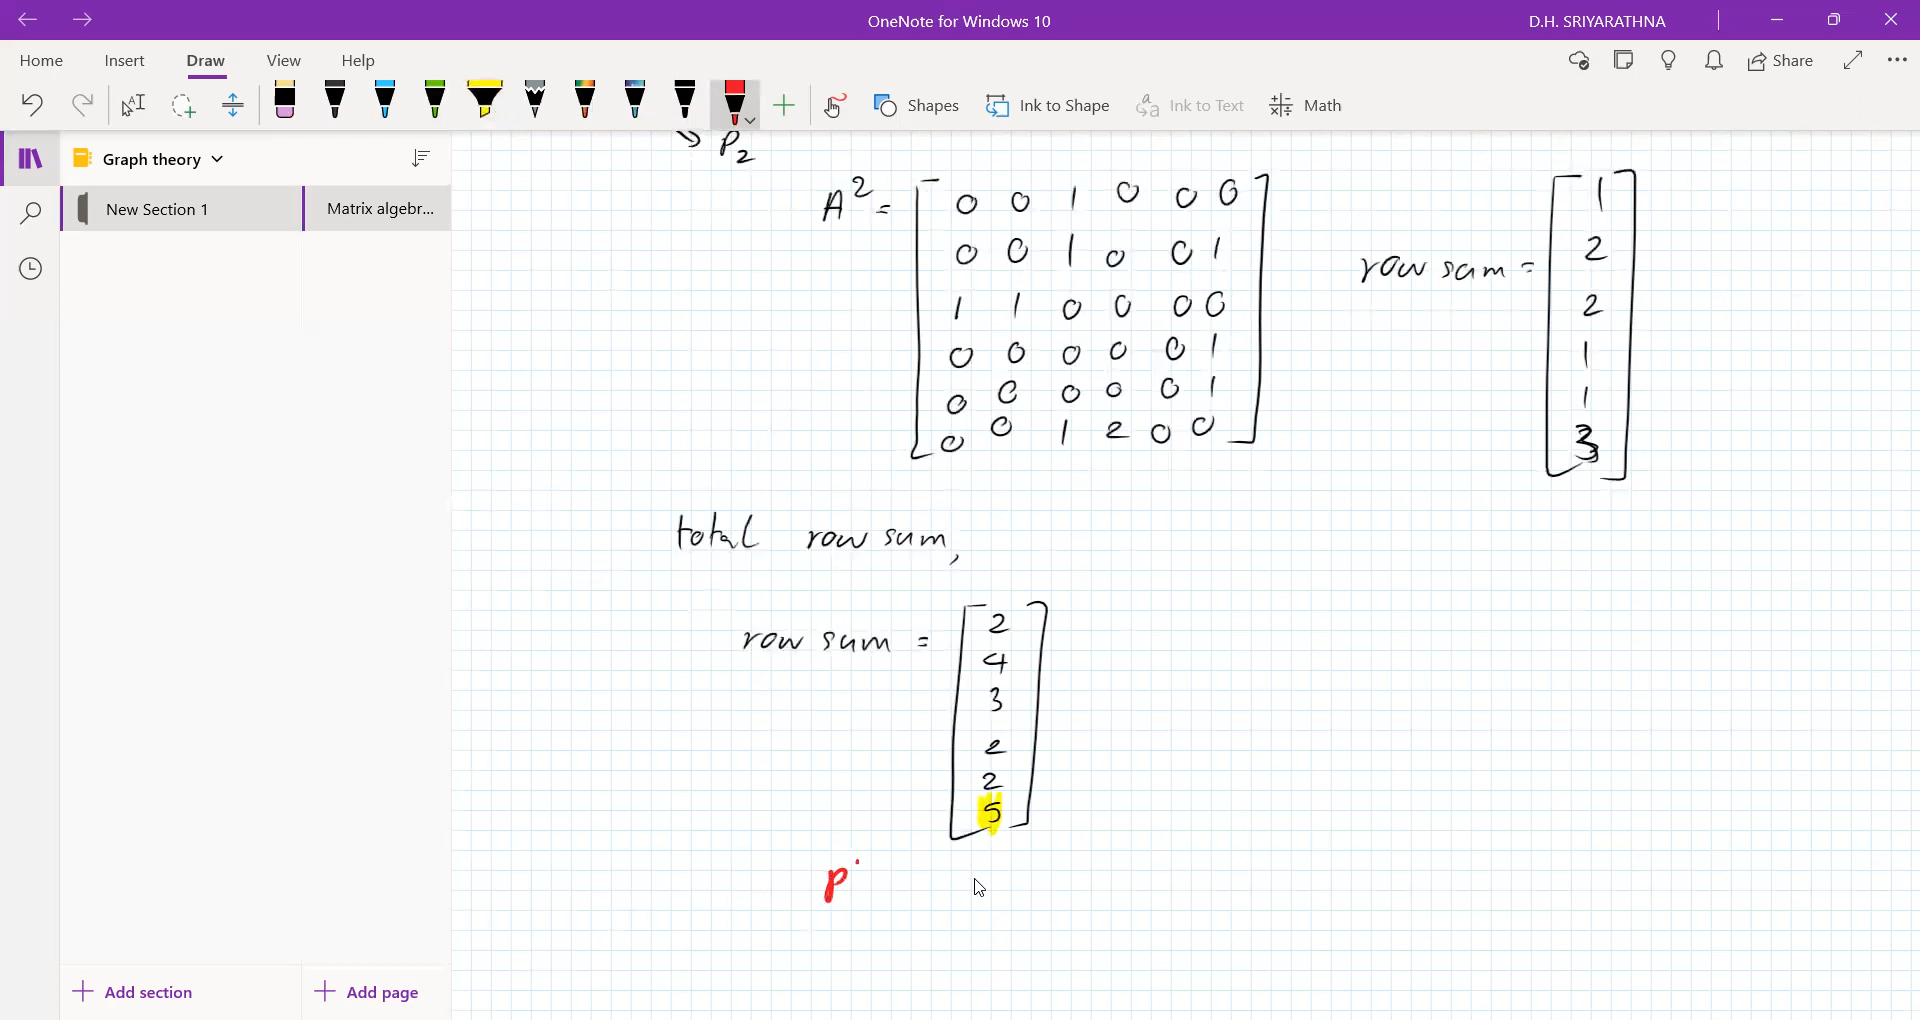 OneNote for Windows 10
D.H. SRIYARATHNA
Home Insert Draw View Help
Share
Shapes Ink to Shape Ink to Text Math
Graph theory
New Section 1
Matrix algebr...
P2
A² = [ 0 0 1 0 0 0
0 0 1 0 0 1
1 1 0 0 0 0
0 0 0 0 0 1
0 0 0 0 0 1
0 0 1 2 0 0 ]
row sum = [ 1
2
2
1
1
3 ]
total row sum,
row sum = [ 2
4
3
2
2
5 ]
P
Add section
Add page